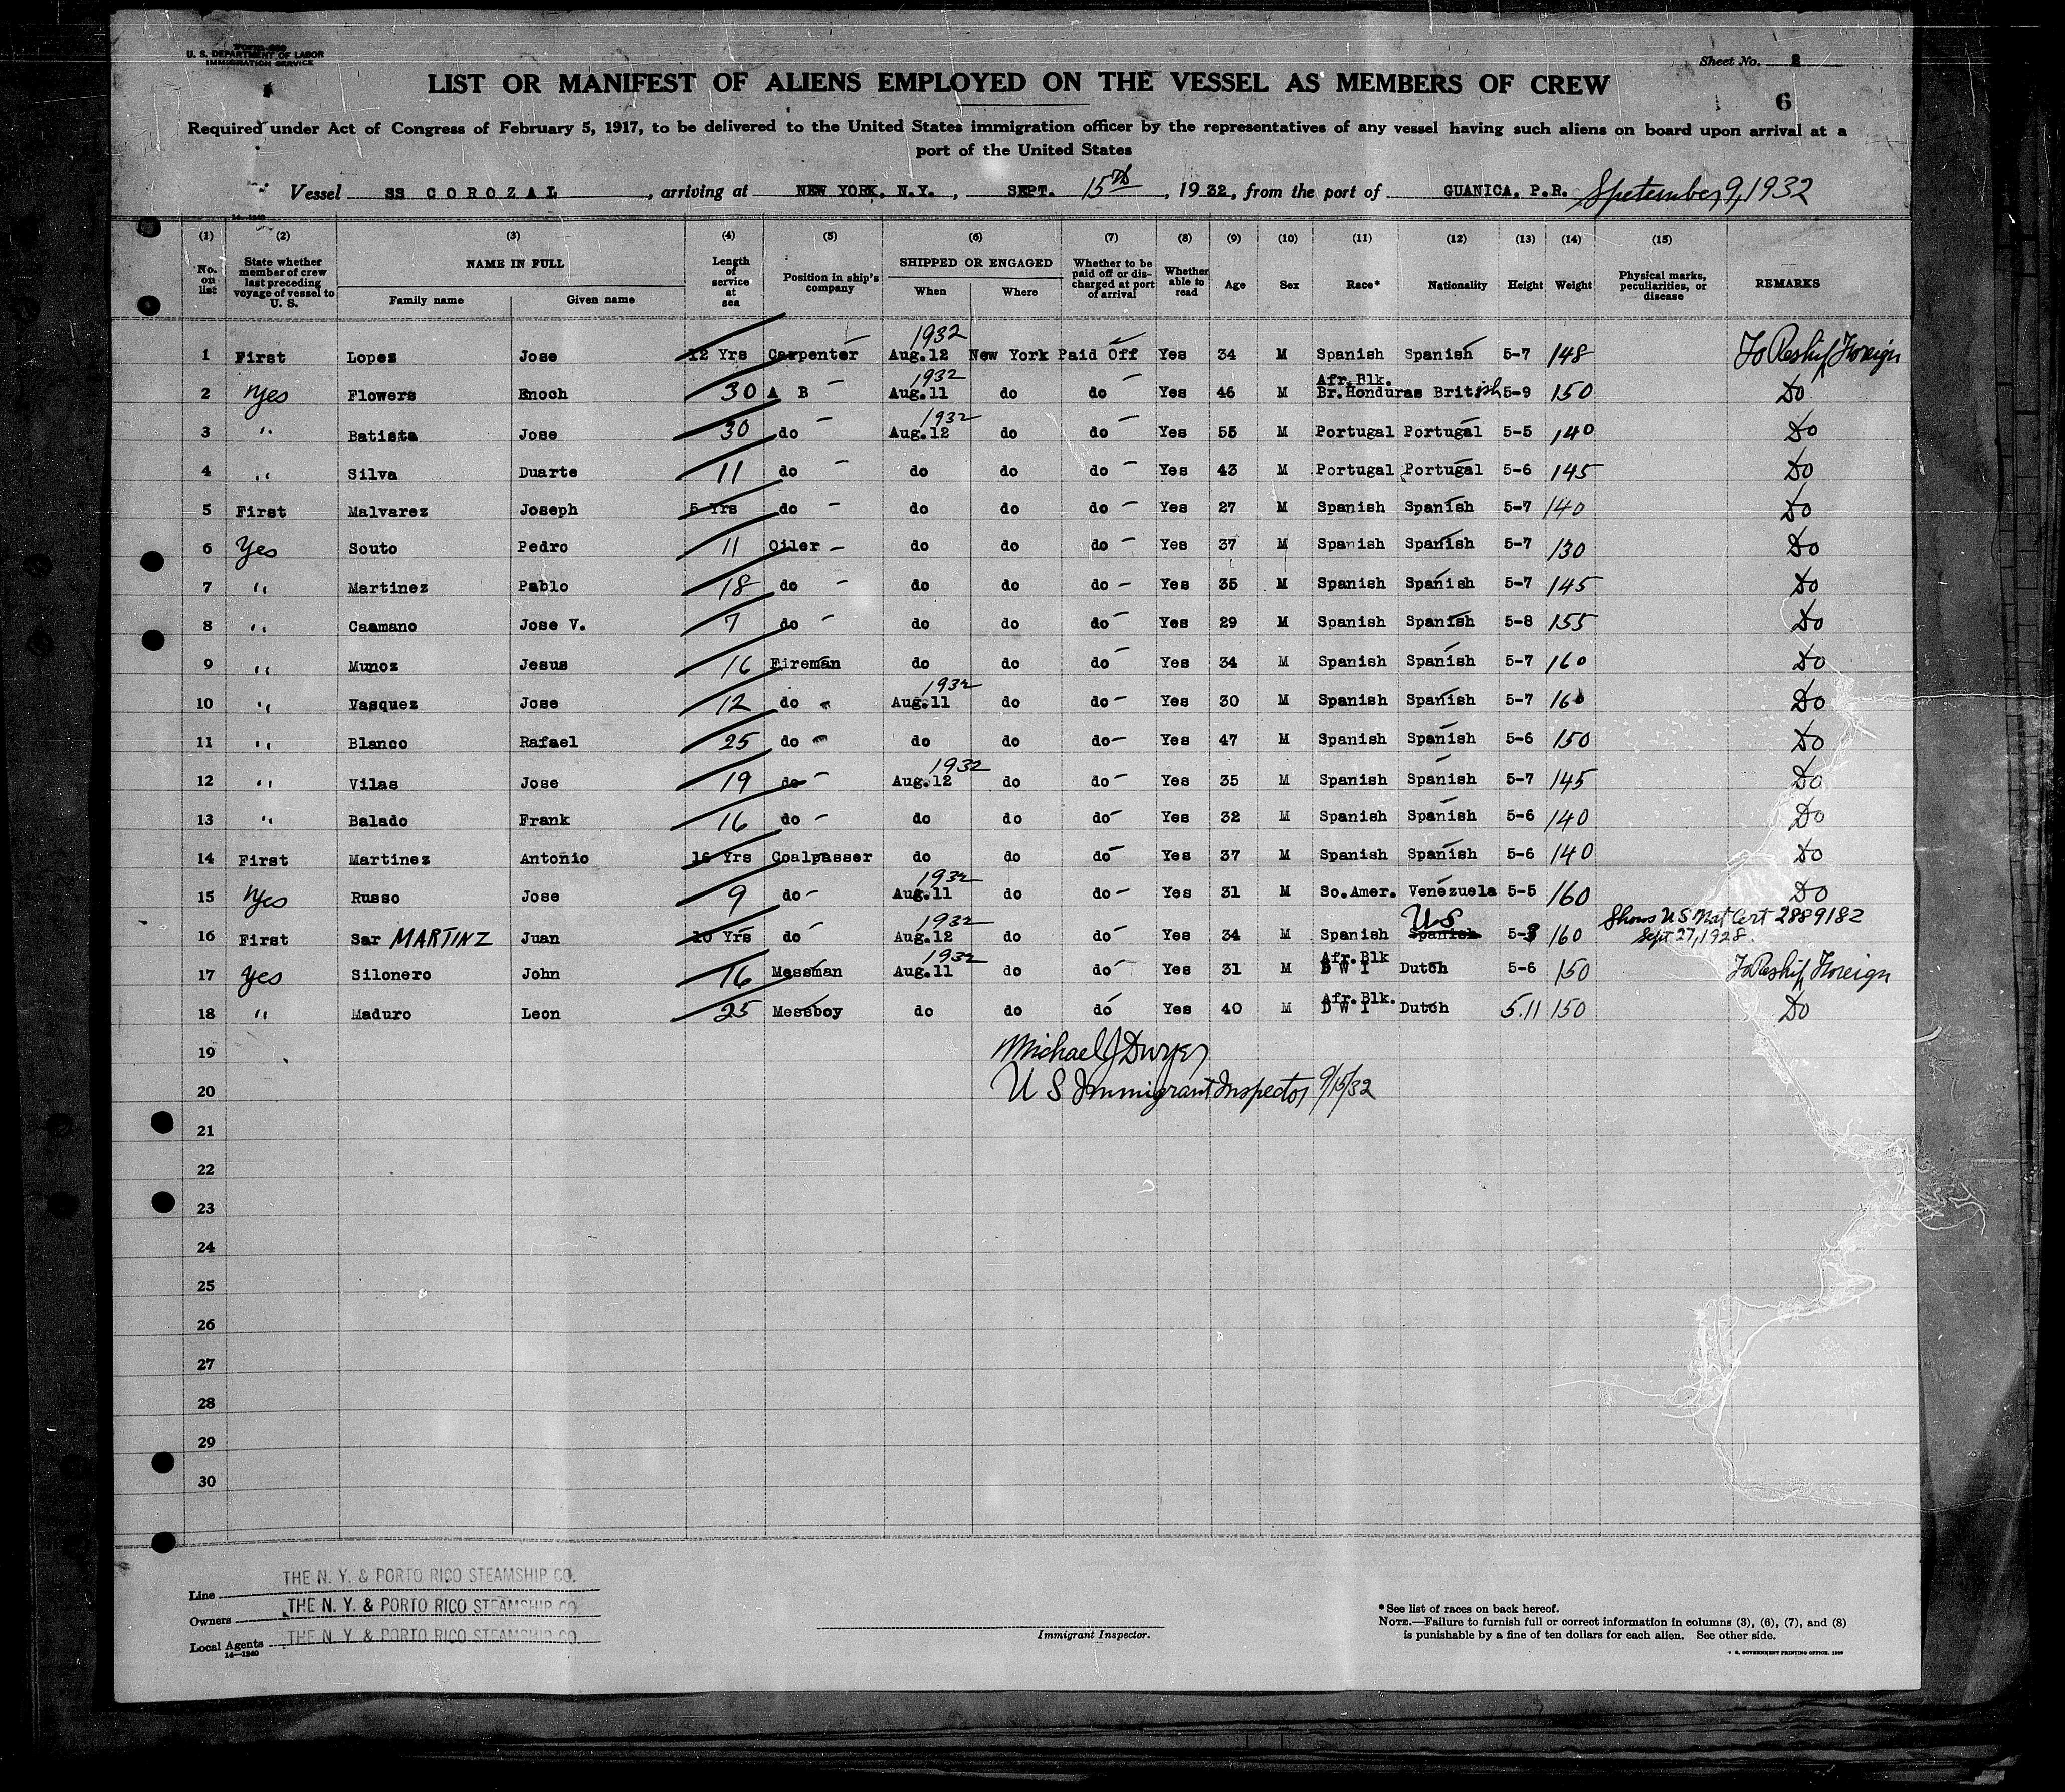 Form 689
U. S. DEPARTMENT OF LABOR
IMMIGRATION SERVICE
Sheet No. 2
LIST OR MANIFEST OF ALIENS EMPLOYED ON THE VESSEL AS MEMBERS OF CREW
6
Required under Act of Congress of February 5, 1917, to be delivered to the United States immigration officer by the representatives of any vessel having such aliens on board upon arrival at a
port of the United States
Vessel SS COROZAL, arriving at NEW YORK, N.Y., SEPT. 15th, 1932, from the port of GUANICA, P.R. Spetember 9, 1932
14—1240
(1) (2) (3) (4) (5) (6) (7) (8) (9) (10) (11) (12) (13) (14) (15)
No. on list State whether member of crew last preceding voyage of vessel to U. S. NAME IN FULL Family name Given name Length of service at sea Position in ship's company SHIPPED OR ENGAGED When Where Whether to be paid off or discharged at port of arrival Whether able to read Age Sex Race* Nationality Height Weight Physical marks, peculiarities, or disease REMARKS
1 First Lopez Jose 12 Yrs Carpenter 1932 Aug.12 New York Paid Off Yes 34 M Spanish Spanish 5-7 148 To Reship Foreign
2 Yes Flowers Enoch 30 A B 1932 Aug.11 do do Yes 46 M Afr. Blk. Br.Honduras British 5-9 150 Do
3 " Batista Jose 30 do 1932 Aug.12 do do Yes 55 M Portugal Portugal 5-5 140 Do
4 " Silva Duarte 11 do do do do Yes 43 M Portugal Portugal 5-6 145 Do
5 First Malvarez Joseph 5 Yrs do do do do Yes 27 M Spanish Spanish 5-7 140 Do
6 Yes Souto Pedro 11 Oiler do do do Yes 37 M Spanish Spanish 5-7 130 Do
7 " Martinez Pablo 18 do do do do Yes 35 M Spanish Spanish 5-7 145 Do
8 " Caamano Jose V. 7 do do do do Yes 29 M Spanish Spanish 5-8 155 Do
9 " Munoz Jesus 16 Fireman do do do Yes 34 M Spanish Spanish 5-7 160 Do
10 " Vasquez Jose 12 do 1932 Aug.11 do do Yes 30 M Spanish Spanish 5-7 160 Do
11 " Blanco Rafael 25 do do do do Yes 47 M Spanish Spanish 5-6 150 Do
12 " Vilas Jose 19 do 1932 Aug.12 do do Yes 35 M Spanish Spanish 5-7 145 Do
13 " Balado Frank 16 do do do do Yes 32 M Spanish Spanish 5-6 140 Do
14 First Martinez Antonio 16 Yrs Coalpasser do do do Yes 37 M Spanish Spanish 5-6 140 Do
15 Yes Russo Jose 9 do 1932 Aug.11 do do Yes 31 M So.Amer. Venezuela 5-5 160 Do
16 First Sar MARTINZ Juan 10 Yrs do 1932 Aug.12 do do Yes 34 M Spanish Spanish U S 5-3 160 Shows U S Nat Cert 2889182 Sept 27, 1928.
17 Yes Silonero John 16 Messman 1932 Aug.11 do do Yes 31 M Afr. Blk D W I Dutch 5-6 150 To Reship Foreign
18 " Maduro Leon 25 Messboy do do do Yes 40 M Afr. Blk. D W I Dutch 5.11 150 Do
19 Michael J Dwyer
20 U S Immigrant Inspector 9/15/32
21
22
23
24
25
26
27
28
29
30
Line THE N. Y. & PORTO RICO STEAMSHIP CO.
Owners THE N. Y. & PORTO RICO STEAMSHIP CO.
Local Agents THE N. Y. & PORTO RICO STEAMSHIP CO.
14—1240
Immigrant Inspector.
*See list of races on back hereof.
NOTE.—Failure to furnish full or correct information in columns (3), (6), (7), and (8)
is punishable by a fine of ten dollars for each alien. See other side.
GOVERNMENT PRINTING OFFICE